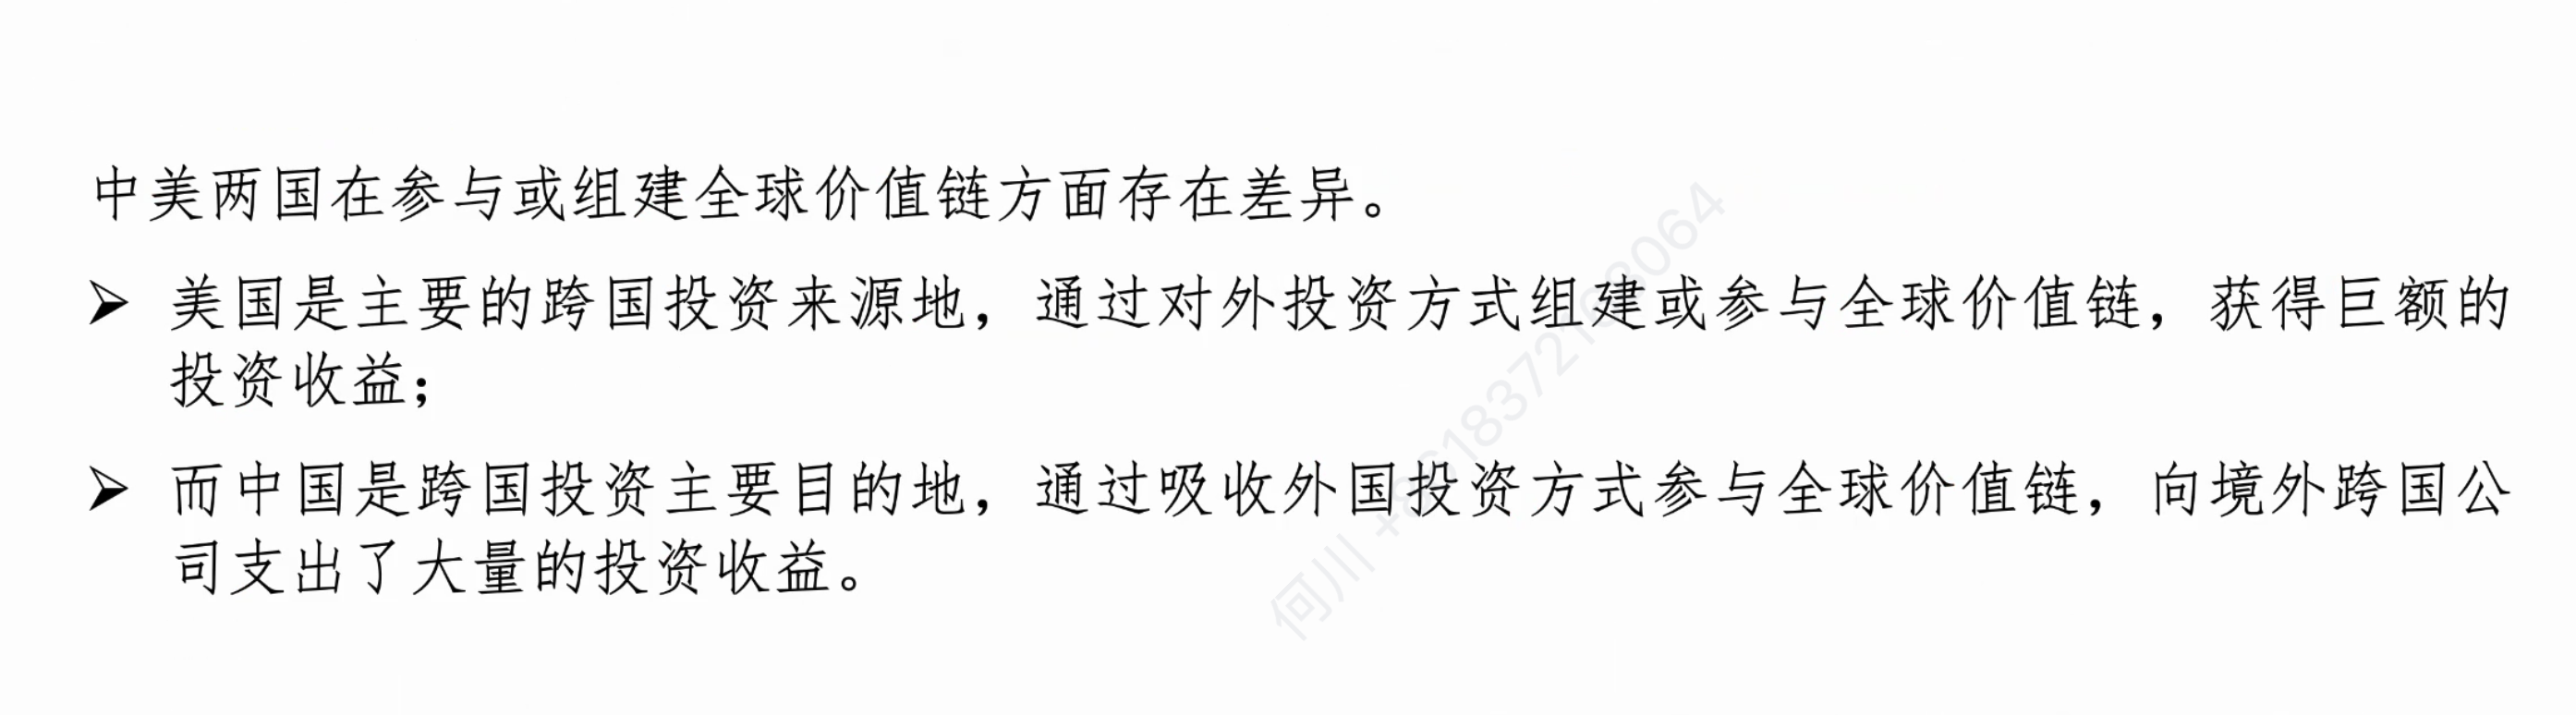 中美两国在参与或组建全球价值链方面存在差异。
➢ 美国是主要的跨国投资来源地，通过对外投资方式组建或参与全球价值链，获得巨额的
投资收益；
➢ 而中国是跨国投资主要目的地，通过吸收外国投资方式参与全球价值链，向境外跨国公
司支出了大量的投资收益。
何川